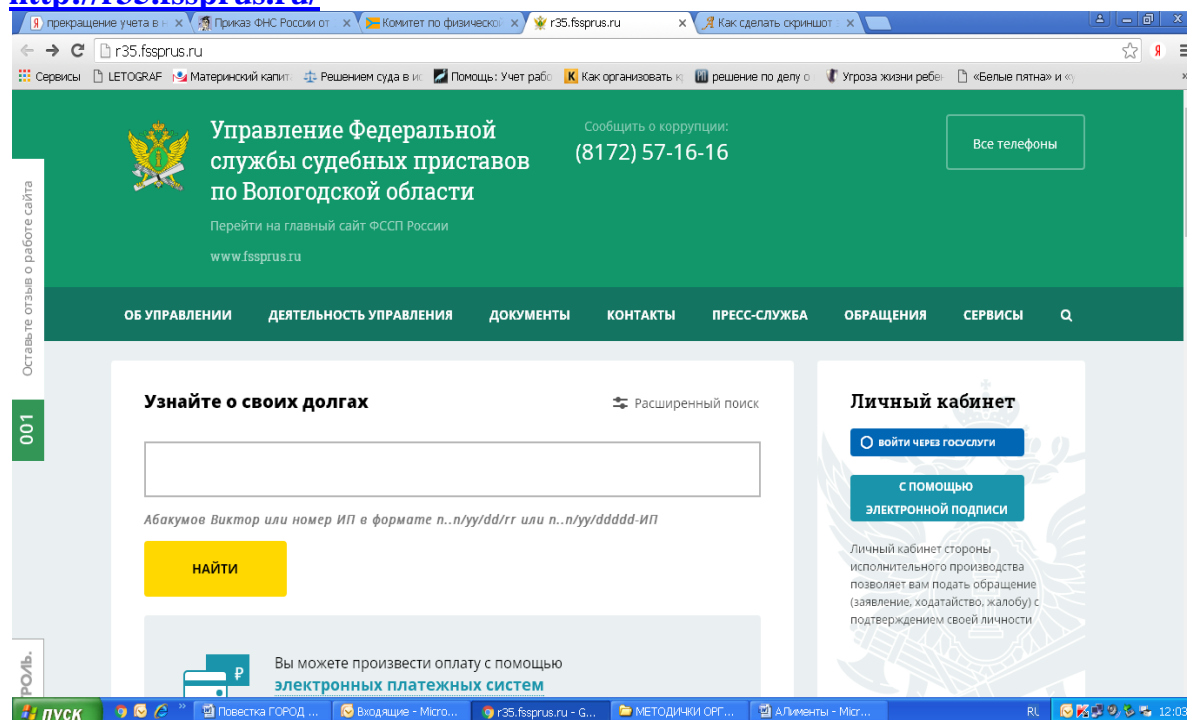 http://r35.fssprus.ru/
прекращение учета в н
Приказ ФНС России от
Комитет по физической
r35.fssprus.ru
Как сделать скриншот
r35.fssprus.ru
Сервисы
LETOGRAF
Материнский капит
Решением суда в ис
Помощь: Учет рабо
Как организовать к
решение по делу о
Угроза жизни ребен
«Белые пятна» и «у
Управление Федеральной
службы судебных приставов
по Вологодской области
Перейти на главный сайт ФССП России
www.fssprus.ru
Сообщить о коррупции:
(8172) 57-16-16
Все телефоны
Оставьте отзыв о работе сайта
001
РОЛЬ.
ОБ УПРАВЛЕНИИ
ДЕЯТЕЛЬНОСТЬ УПРАВЛЕНИЯ
ДОКУМЕНТЫ
КОНТАКТЫ
ПРЕСС-СЛУЖБА
ОБРАЩЕНИЯ
СЕРВИСЫ
Узнайте о своих долгах
Расширенный поиск
Абакумов Виктор или номер ИП в формате n..n/yy/dd/rr или n..n/yy/ddddd-ИП
НАЙТИ
Вы можете произвести оплату с помощью
электронных платежных систем
Личный кабинет
ВОЙТИ ЧЕРЕЗ ГОСУСЛУГИ
С ПОМОЩЬЮ
ЭЛЕКТРОННОЙ ПОДПИСИ
Личный кабинет стороны
исполнительного производства
позволяет вам подать обращение
(заявление, ходатайство, жалобу) с
подтверждением своей личности
пуск
Повестка ГОРОД ...
Входящие - Micro...
r35.fssprus.ru - G...
МЕТОДИЧКИ ОРГ...
АЛименты - Micr...
RU
12:03